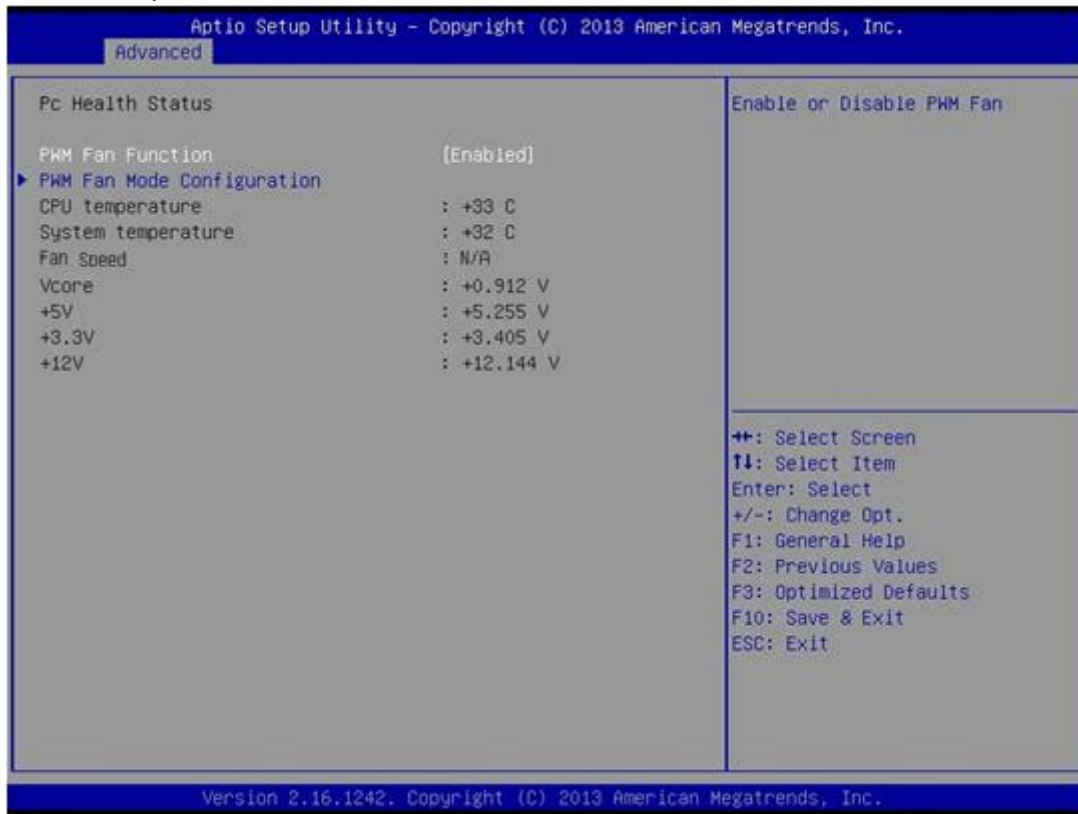 Aptio Setup Utility – Copyright (C) 2013 American Megatrends, Inc.
Advanced
Pc Health Status
PWM Fan Function [Enabled]
▶ PWM Fan Mode Configuration
CPU temperature : +33 C
System temperature : +32 C
Fan Speed : N/A
Vcore : +0.912 V
+5V : +5.255 V
+3.3V : +3.405 V
+12V : +12.144 V
Enable or Disable PWM Fan
→←: Select Screen
↑↓: Select Item
Enter: Select
+/-: Change Opt.
F1: General Help
F2: Previous Values
F3: Optimized Defaults
F10: Save & Exit
ESC: Exit
Version 2.16.1242. Copyright (C) 2013 American Megatrends, Inc.